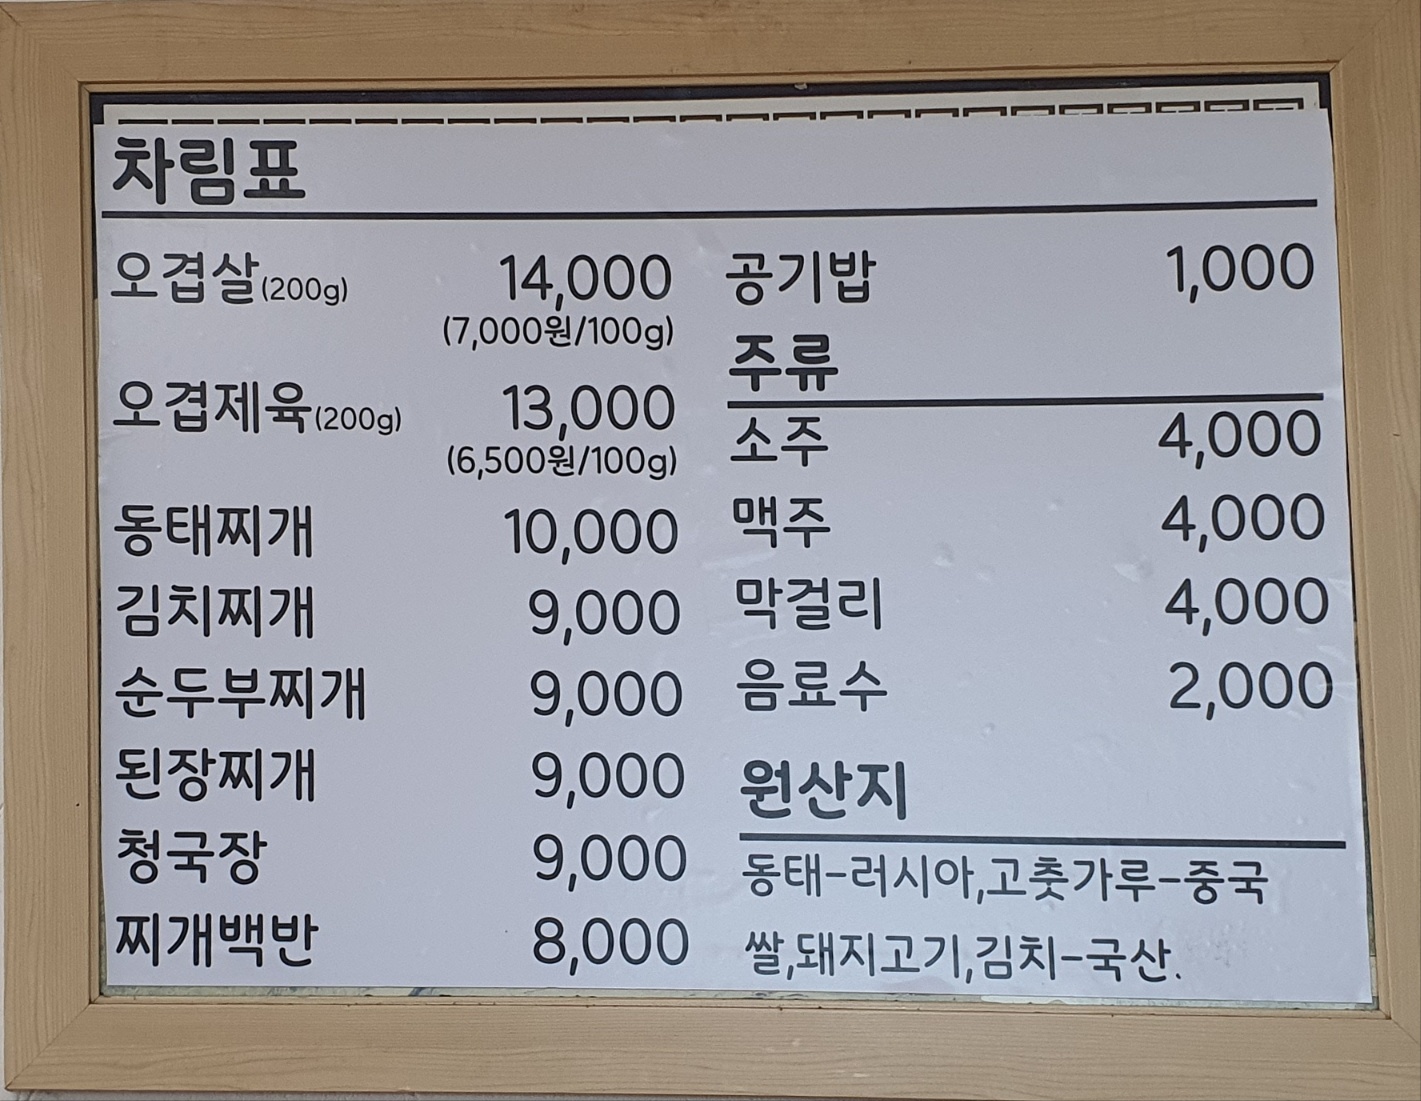 차림표
오겹살(200g) 14,000
(7,000원/100g)
오겹제육(200g) 13,000
(6,500원/100g)
동태찌개 10,000
김치찌개 9,000
순두부찌개 9,000
된장찌개 9,000
청국장 9,000
찌개백반 8,000
공기밥 1,000
주류
소주 4,000
맥주 4,000
막걸리 4,000
음료수 2,000
원산지
동태-러시아,고춧가루-중국
쌀,돼지고기,김치-국산.